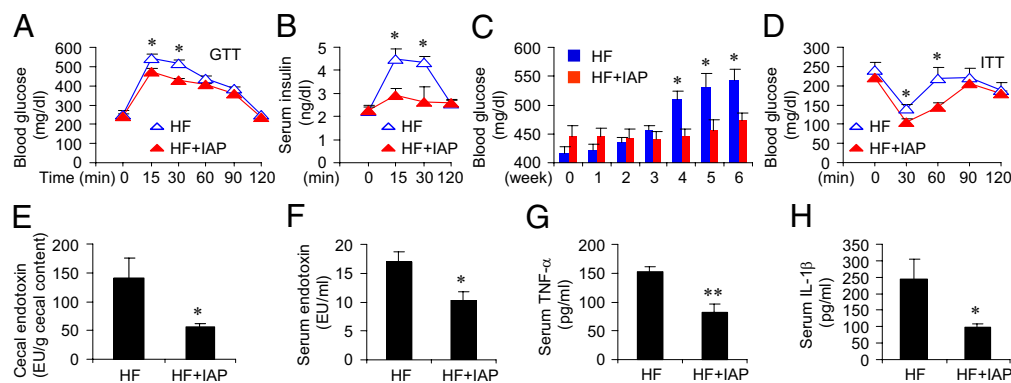 A
Blood glucose
(mg/dl)
600
500
400
300
200
100
0
* *
GTT
HF
HF+IAP
Time (min) 0 15 30 60 90 120
B
Serum insulin
(ng/dl)
6
5
4
3
2
1
0
* *
HF
HF+IAP
(min) 0 15 30 120
C
Blood glucose
(mg/dl)
600
550
500
450
400
HF
HF+IAP
* * *
(week) 0 1 2 3 4 5 6
D
Blood glucose
(mg/dl)
300
250
200
150
100
50
0
* *
ITT
HF
HF+IAP
(min) 0 30 60 90 120
E
Cecal endotoxin
(EU/g cecal content)
200
150
100
50
0
*
HF HF+IAP
F
Serum endotoxin
(EU/ml)
20
15
10
5
0
*
HF HF+IAP
G
Serum TNF-α
(pg/ml)
200
150
100
50
0
**
HF HF+IAP
H
Serum IL-1β
(pg/ml)
350
300
250
200
150
100
50
0
*
HF HF+IAP